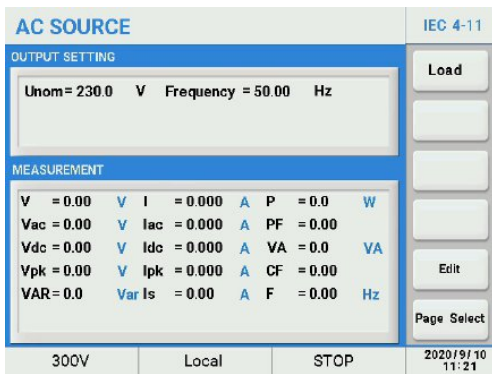 AC SOURCE
IEC 4-11
OUTPUT SETTING
Load
Unom= 230.0 V Frequency = 50.00 Hz
MEASUREMENT
V = 0.00 V I = 0.000 A P = 0.0 W
Vac = 0.00 V Iac = 0.000 A PF = 0.00
Vdc = 0.00 V Idc = 0.000 A VA = 0.0 VA
Vpk = 0.00 V Ipk = 0.000 A CF = 0.00
VAR= 0.0 Var Is = 0.00 A F = 0.00 Hz
Edit
Page Select
300V Local STOP
2020/9/10
11:21